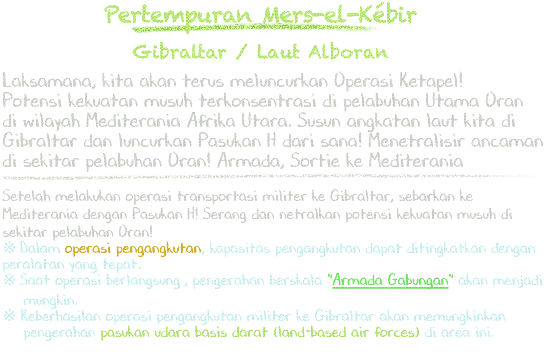 Pertempuran Mers-el-Kébir
Gibraltar / Laut Alboran
Laksamana, kita akan terus meluncurkan Operasi Ketapel!
Potensi kekuatan musuh terkonsentrasi di pelabuhan Utama Oran
di wilayah Mediterania Afrika Utara. Susun angkatan laut kita di
Gibraltar dan luncurkan Pasukan H dari sana! Menetralisir ancaman
di sekitar pelabuhan Oran! Armada, Sortie ke Mediterania
Setelah melakukan operasi transportasi militer ke Gibraltar, sebarkan ke
Mediterania dengan Pasukan H! Serang dan netralkan potensi kekuatan musuh di
sekitar pelabuhan Oran!
※ Dalam operasi pengangkutan, kapasitas pengangkutan dapat ditingkatkan dengan
peralatan yang tepat.
※ Saat operasi berlangsung , pengerahan berskala "Armada Gabungan" akan menjadi
mungkin.
※ Keberhasilan operasi pengangkutan militer ke Gibraltar akan memungkinkan
pengerahan pasukan udara basis darat (land-based air forces) di area ini.